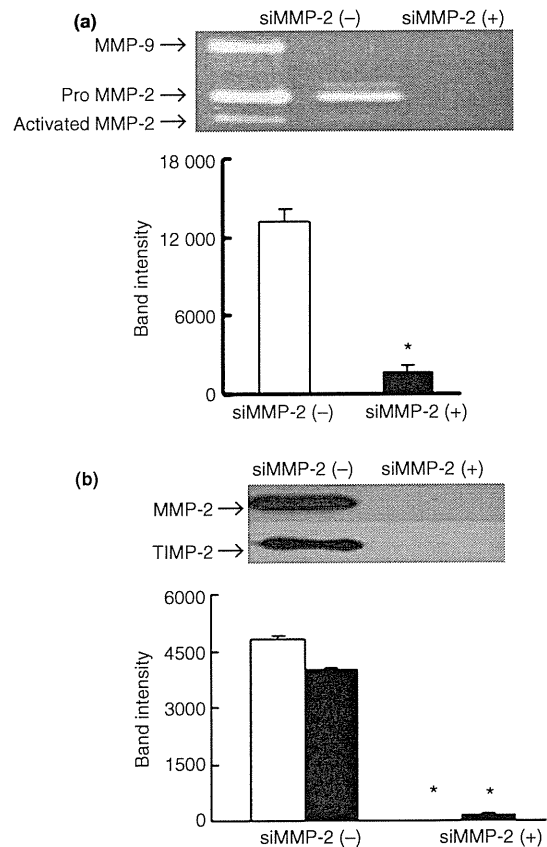 (a)
siMMP-2 (–) siMMP-2 (+)
MMP-9 →
Pro MMP-2 →
Activated MMP-2 →
18 000
12 000
6000
0
Band intensity
*
siMMP-2 (–) siMMP-2 (+)
(b)
siMMP-2 (–) siMMP-2 (+)
MMP-2 →
TIMP-2 →
6000
4500
3000
1500
0
Band intensity
* *
siMMP-2 (–) siMMP-2 (+)